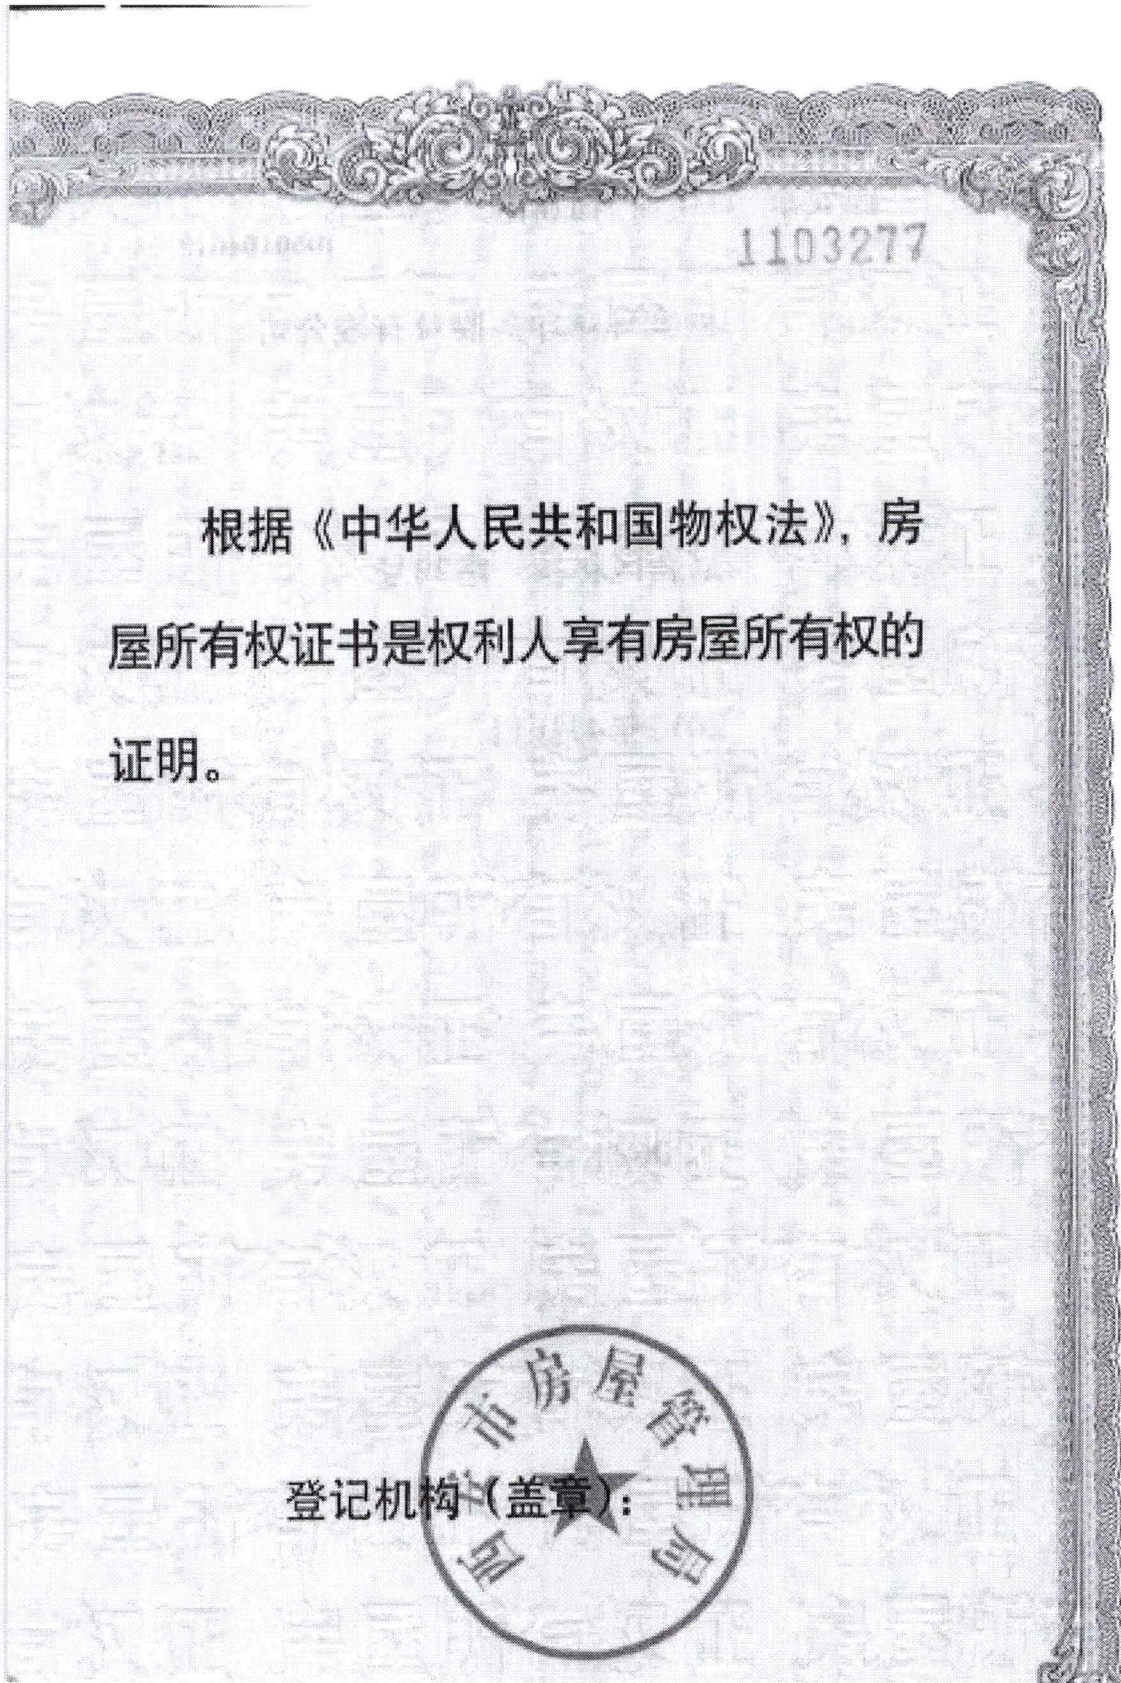 1103277
根据《中华人民共和国物权法》，房
屋所有权证书是权利人享有房屋所有权的
证明。
登记机构（盖章）：
西安市房屋管理局